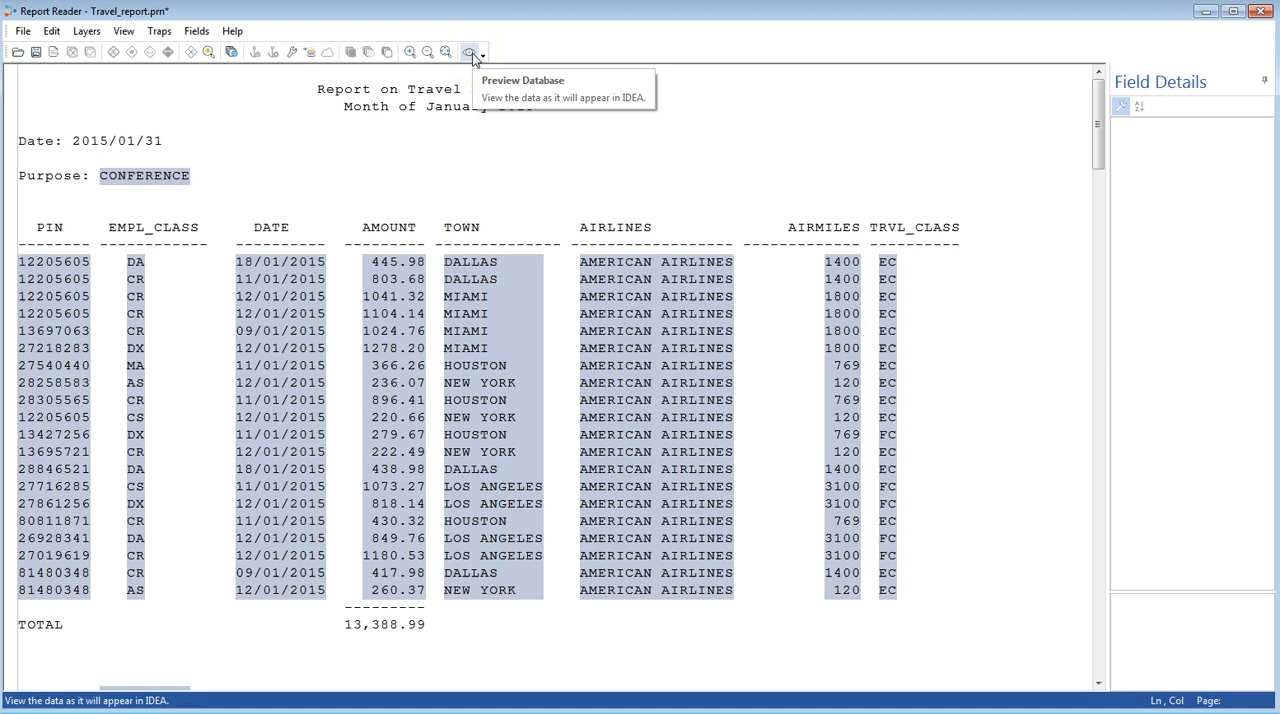 Report Reader - Travel_report.prn*
File Edit Layers View Traps Fields Help
Preview Database
View the data as it will appear in IDEA.
Field Details
Report on Travel
Month of January
Date: 2015/01/31
Purpose: CONFERENCE
PIN EMPL_CLASS DATE AMOUNT TOWN AIRLINES AIRMILES TRVL_CLASS
12205605 DA 18/01/2015 445.98 DALLAS AMERICAN AIRLINES 1400 EC
12205605 CR 11/01/2015 803.68 DALLAS AMERICAN AIRLINES 1400 EC
12205605 CR 12/01/2015 1041.32 MIAMI AMERICAN AIRLINES 1800 EC
12205605 CR 12/01/2015 1104.14 MIAMI AMERICAN AIRLINES 1800 EC
13697063 CR 09/01/2015 1024.76 MIAMI AMERICAN AIRLINES 1800 EC
27218283 DX 12/01/2015 1278.20 MIAMI AMERICAN AIRLINES 1800 EC
27540440 MA 11/01/2015 366.26 HOUSTON AMERICAN AIRLINES 769 EC
28258583 AS 12/01/2015 236.07 NEW YORK AMERICAN AIRLINES 120 EC
28305565 CR 11/01/2015 896.41 HOUSTON AMERICAN AIRLINES 769 EC
12205605 CS 12/01/2015 220.66 NEW YORK AMERICAN AIRLINES 120 EC
13427256 DX 11/01/2015 279.67 HOUSTON AMERICAN AIRLINES 769 FC
13695721 CR 12/01/2015 222.49 NEW YORK AMERICAN AIRLINES 120 EC
28846521 DA 18/01/2015 438.98 DALLAS AMERICAN AIRLINES 1400 EC
27716285 CS 11/01/2015 1073.27 LOS ANGELES AMERICAN AIRLINES 3100 FC
27861256 DX 12/01/2015 818.14 LOS ANGELES AMERICAN AIRLINES 3100 FC
80811871 CR 11/01/2015 430.32 HOUSTON AMERICAN AIRLINES 769 EC
26928341 DA 12/01/2015 849.76 LOS ANGELES AMERICAN AIRLINES 3100 FC
27019619 CR 12/01/2015 1180.53 LOS ANGELES AMERICAN AIRLINES 3100 FC
81480348 CR 09/01/2015 417.98 DALLAS AMERICAN AIRLINES 1400 EC
81480348 AS 12/01/2015 260.37 NEW YORK AMERICAN AIRLINES 120 EC
TOTAL 13,388.99
View the data as it will appear in IDEA.
Ln , Col Page: